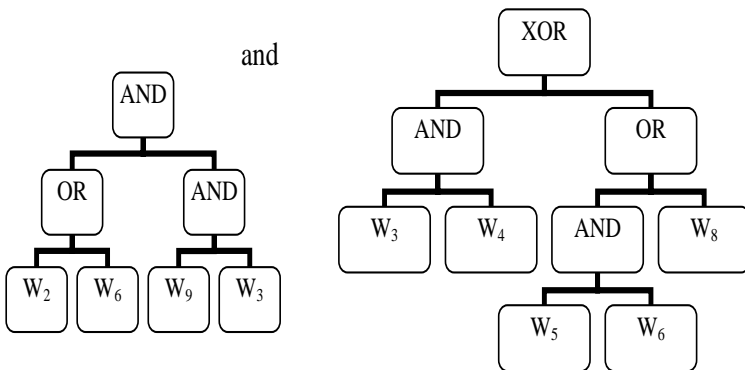 and
AND
OR AND
W₂ W₆ W₉ W₃
XOR
AND OR
W₃ W₄ AND W₈
W₅ W₆